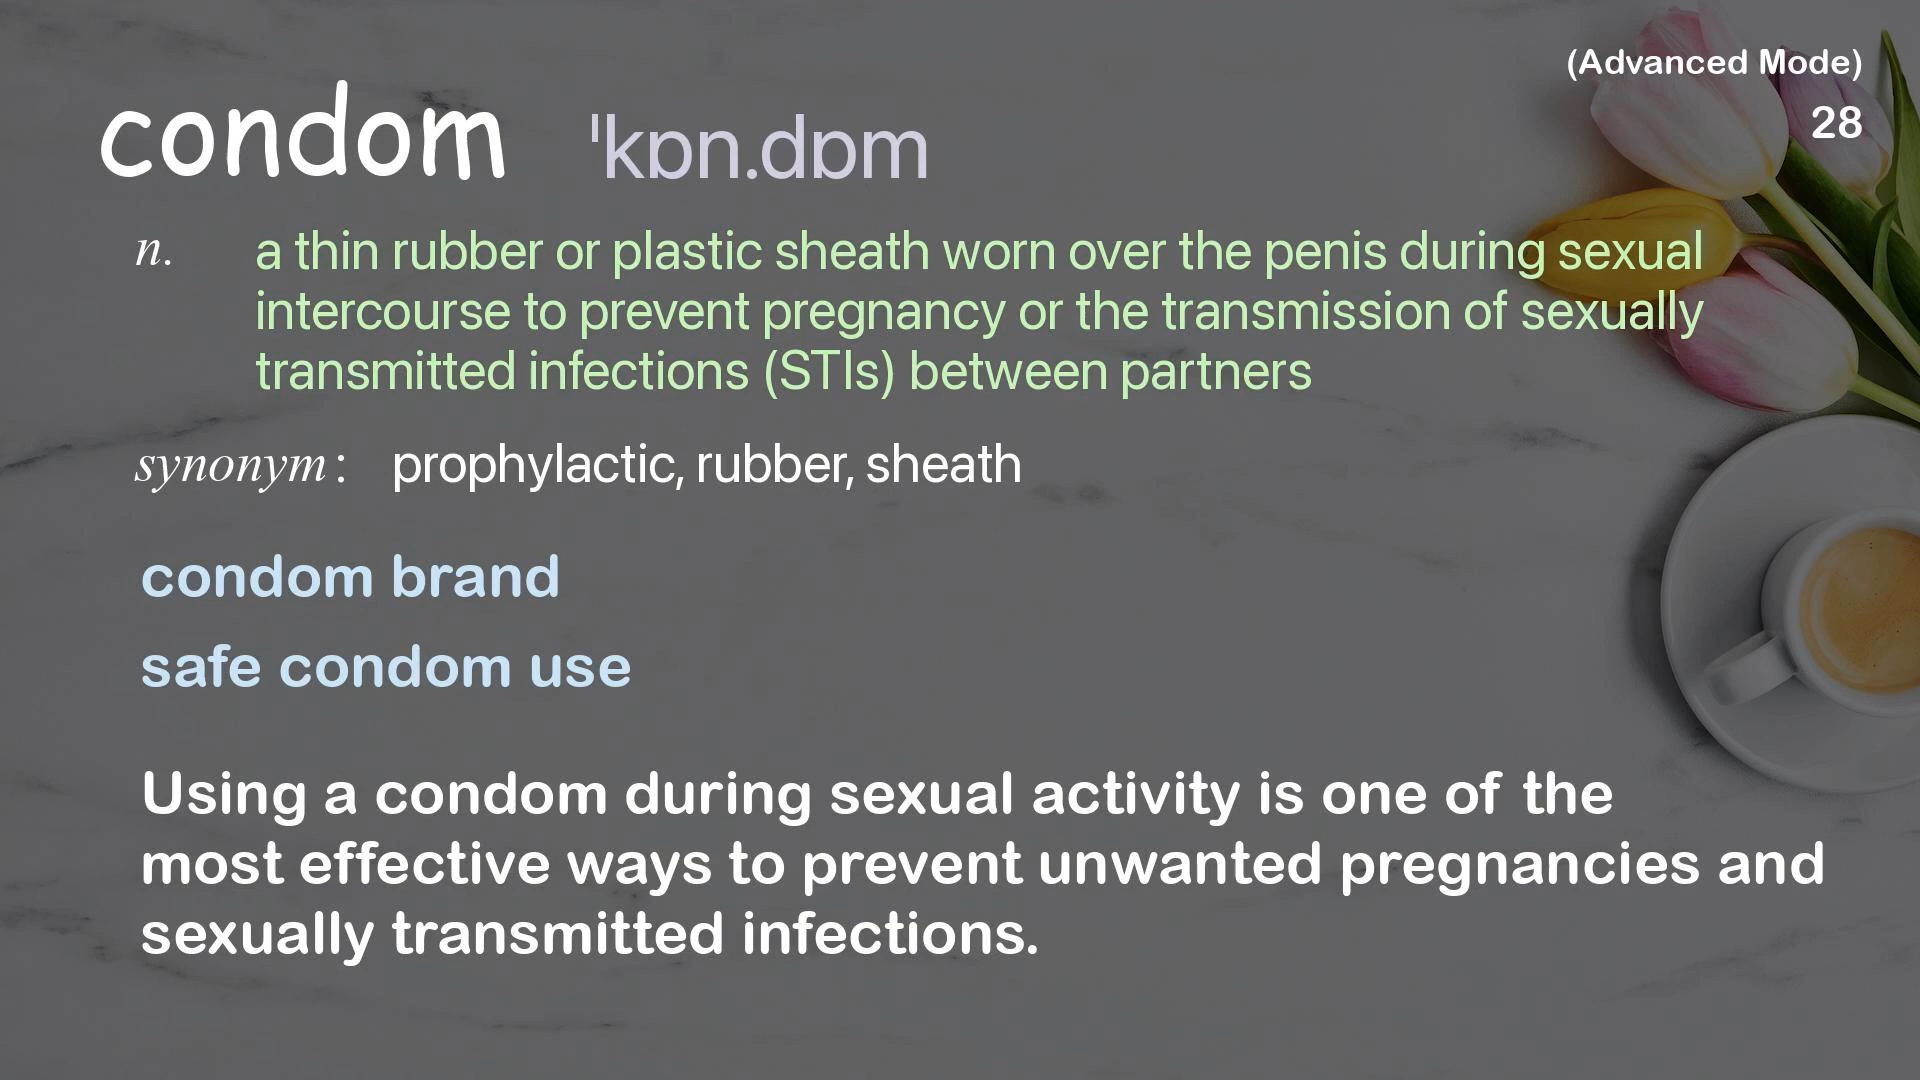 (Advanced Mode)
28
condom ˈkɒn.dɒm
n. a thin rubber or plastic sheath worn over the penis during sexual
intercourse to prevent pregnancy or the transmission of sexually
transmitted infections (STIs) between partners
synonym: prophylactic, rubber, sheath
condom brand
safe condom use
Using a condom during sexual activity is one of the
most effective ways to prevent unwanted pregnancies and
sexually transmitted infections.